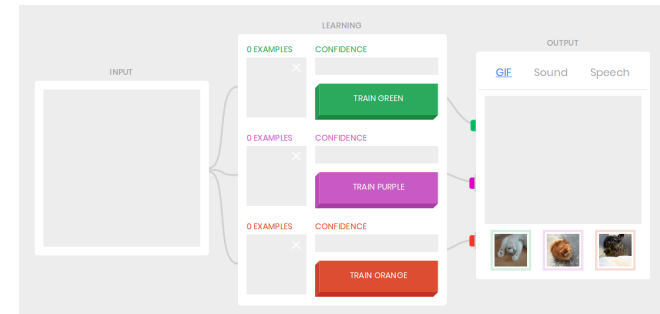 LEARNING
OUTPUT
INPUT
0 EXAMPLES CONFIDENCE
TRAIN GREEN
0 EXAMPLES CONFIDENCE
TRAIN PURPLE
0 EXAMPLES CONFIDENCE
TRAIN ORANGE
GIF Sound Speech